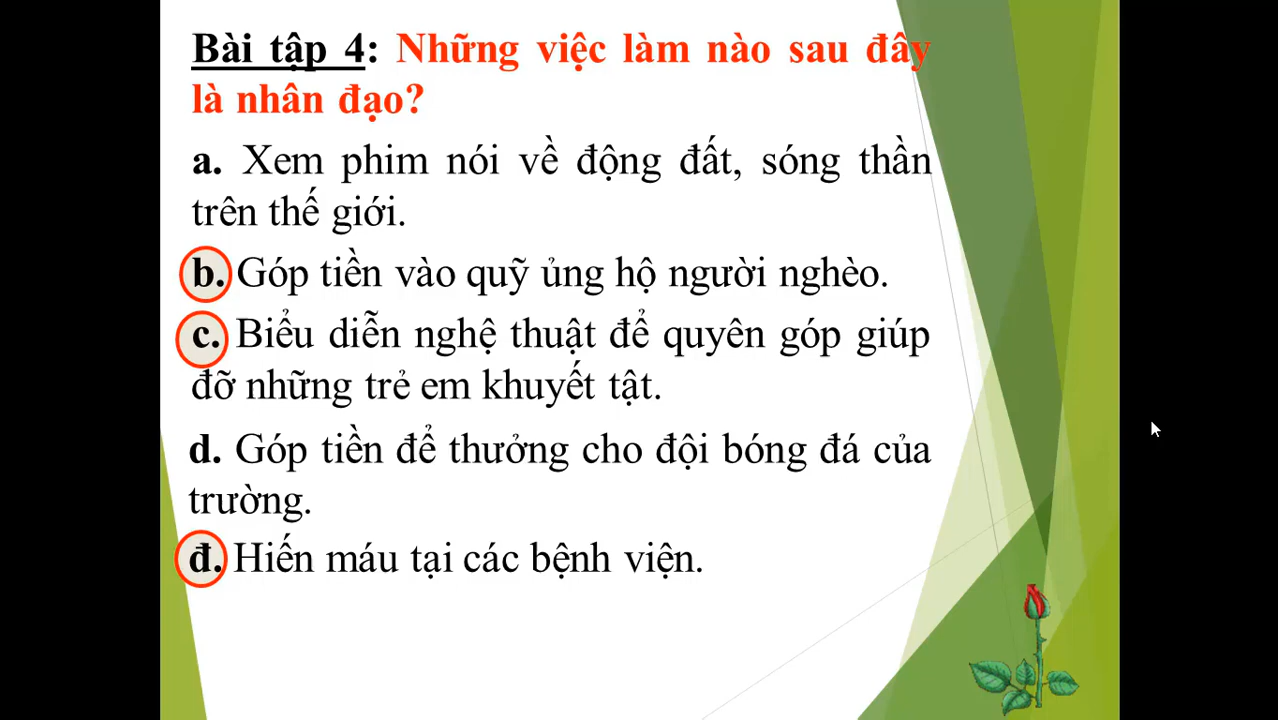 Bài tập 4: Những việc làm nào sau đây
là nhân đạo?
a. Xem phim nói về động đất, sóng thần
trên thế giới.
b. Góp tiền vào quỹ ủng hộ người nghèo.
c. Biểu diễn nghệ thuật để quyên góp giúp
đỡ những trẻ em khuyết tật.
d. Góp tiền để thưởng cho đội bóng đá của
trường.
đ. Hiến máu tại các bệnh viện.